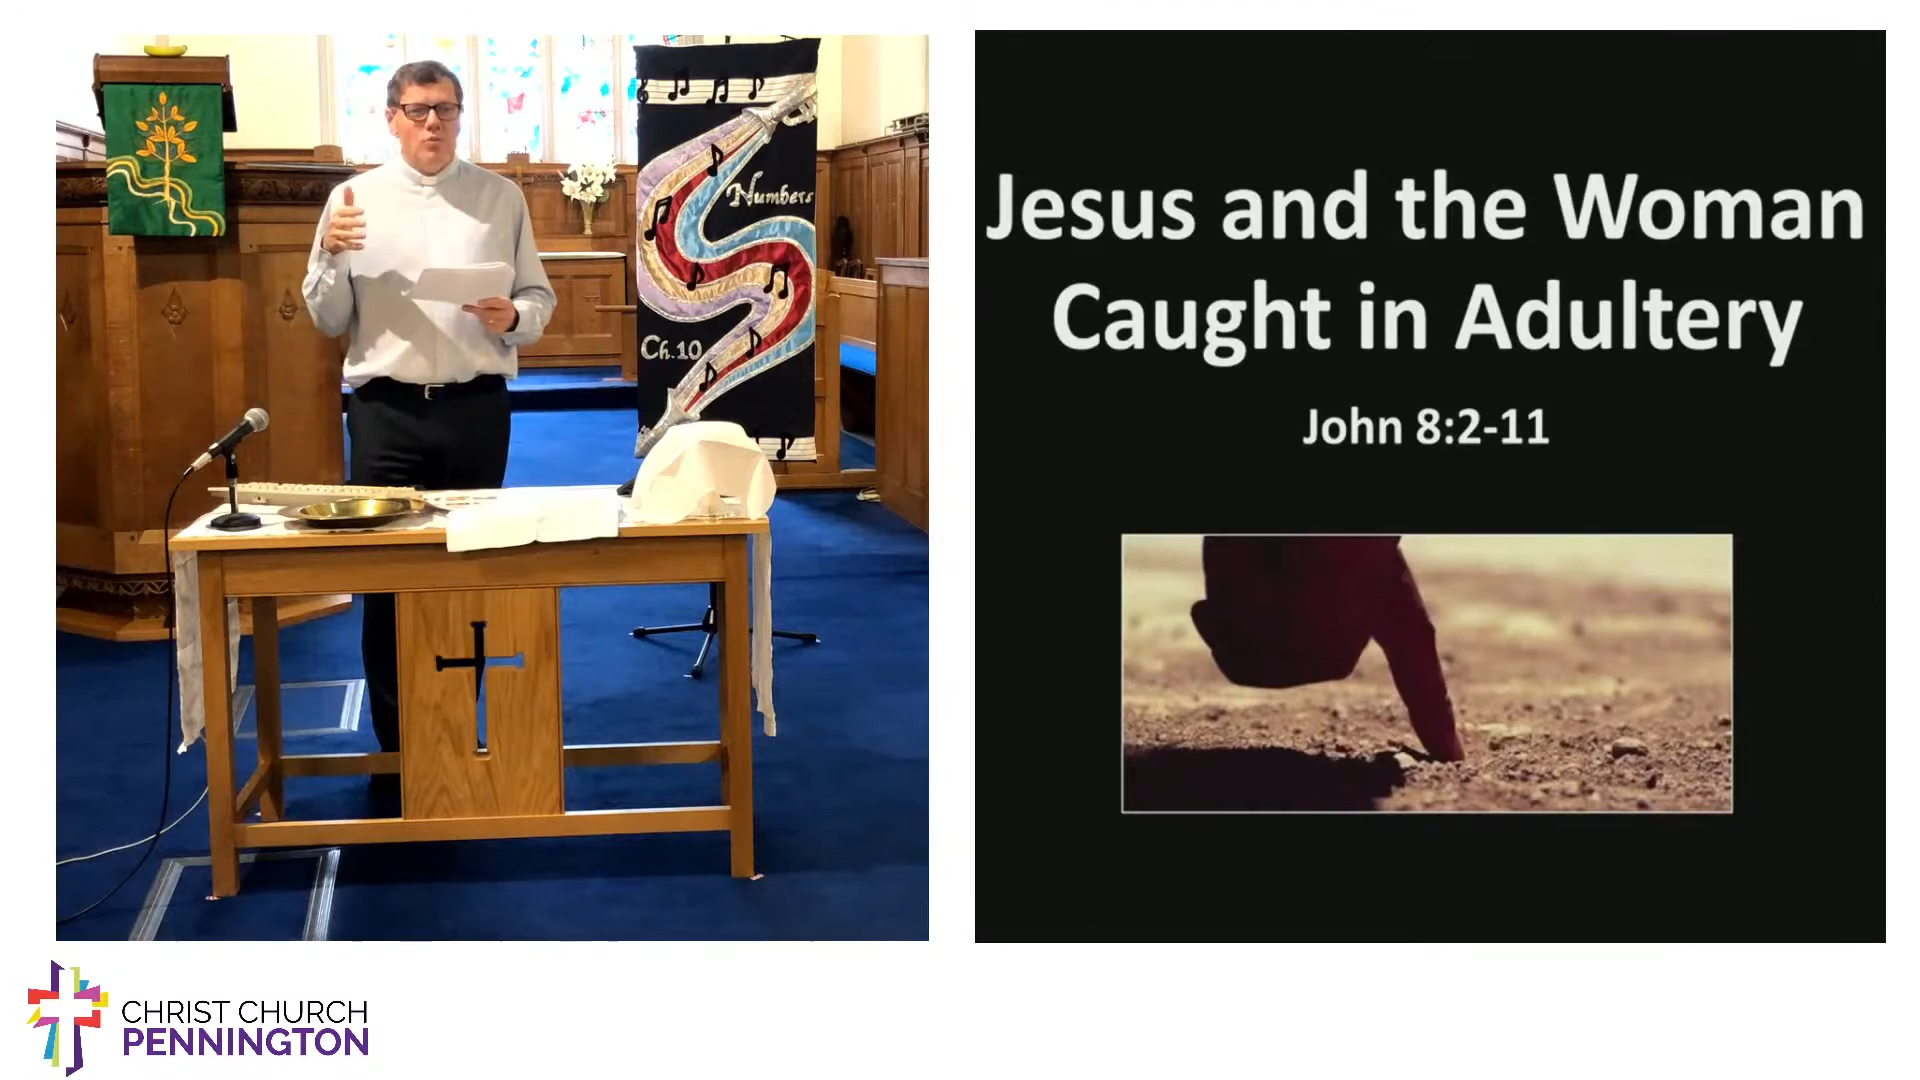 Numbers
Ch.10
Jesus and the Woman
Caught in Adultery
John 8:2-11
CHRIST CHURCH
PENNINGTON